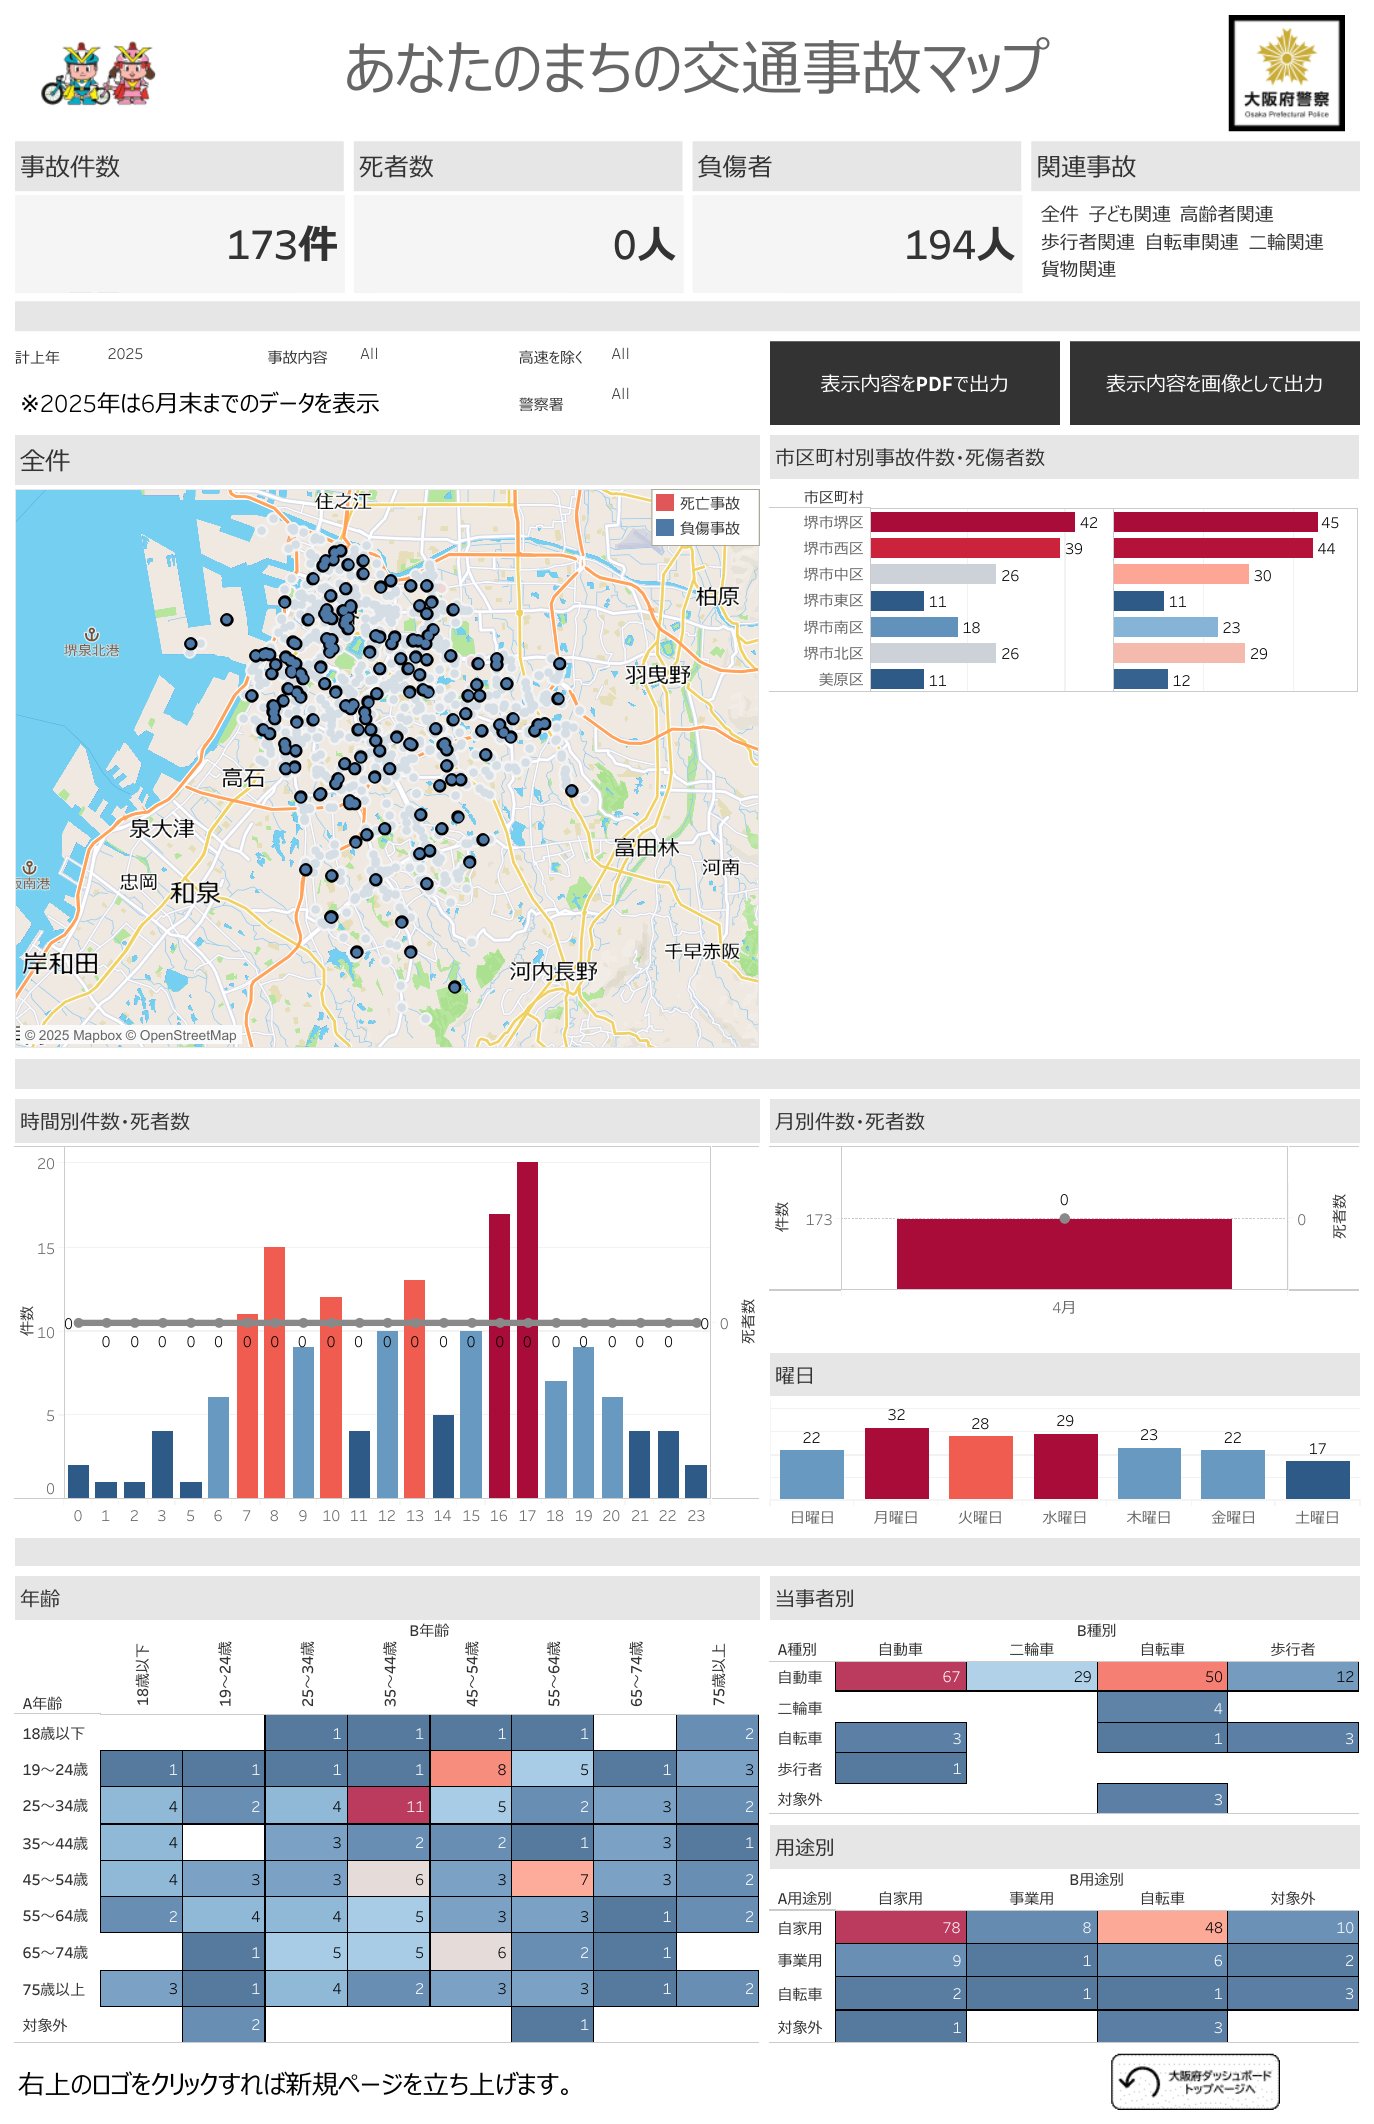 あなたのまちの交通事故マップ
大阪府警察
Osaka Prefectural Police
事故件数 死者数 負傷者 関連事故
173件 0人 194人
全件 子ども関連 高齢者関連
歩行者関連 自転車関連 二輪関連
貨物関連
計上年 2025 事故内容 All 高速を除く All
※2025年は6月末までのデータを表示 警察署 All
表示内容をPDFで出力 表示内容を画像として出力
全件
死亡事故
負傷事故
住之江
柏原
堺泉北港
羽曳野
高石
泉大津
富田林
河南
阪南港
忠岡
和泉
千早赤阪
岸和田
河内長野
© 2025 Mapbox © OpenStreetMap
市区町村別事故件数・死傷者数
市区町村
堺市堺区 42 45
堺市西区 39 44
堺市中区 26 30
堺市東区 11 11
堺市南区 18 23
堺市北区 26 29
美原区 11 12
時間別件数・死者数
件数
20
15
10
5
0
0 0 0 0 0 0 0 0 0 0 0 0 0 0 0 0 0 0 0 0 0 0 0 0
0
死者数
0 1 2 3 5 6 7 8 9 10 11 12 13 14 15 16 17 18 19 20 21 22 23
月別件数・死者数
件数
173
0
0
死者数
4月
曜日
22 32 28 29 23 22 17
日曜日 月曜日 火曜日 水曜日 木曜日 金曜日 土曜日
年齢
B年齢
A年齢 18歳以下 19～24歳 25～34歳 35～44歳 45～54歳 55～64歳 65～74歳 75歳以上
18歳以下 1 1 1 1 2
19～24歳 1 1 1 1 8 5 1 3
25～34歳 4 2 4 11 5 2 3 2
35～44歳 4 3 2 2 1 3 1
45～54歳 4 3 3 6 3 7 3 2
55～64歳 2 4 4 5 3 3 1 2
65～74歳 1 5 5 6 2 1
75歳以上 3 1 4 2 3 3 1 2
対象外 2 1
当事者別
B種別
A種別 自動車 二輪車 自転車 歩行者
自動車 67 29 50 12
二輪車 4
自転車 3 1 3
歩行者 1
対象外 3
用途別
B用途別
A用途別 自家用 事業用 自転車 対象外
自家用 78 8 48 10
事業用 9 1 6 2
自転車 2 1 1 3
対象外 1 3
右上のロゴをクリックすれば新規ページを立ち上げます。
大阪府ダッシュボード
トップページへ